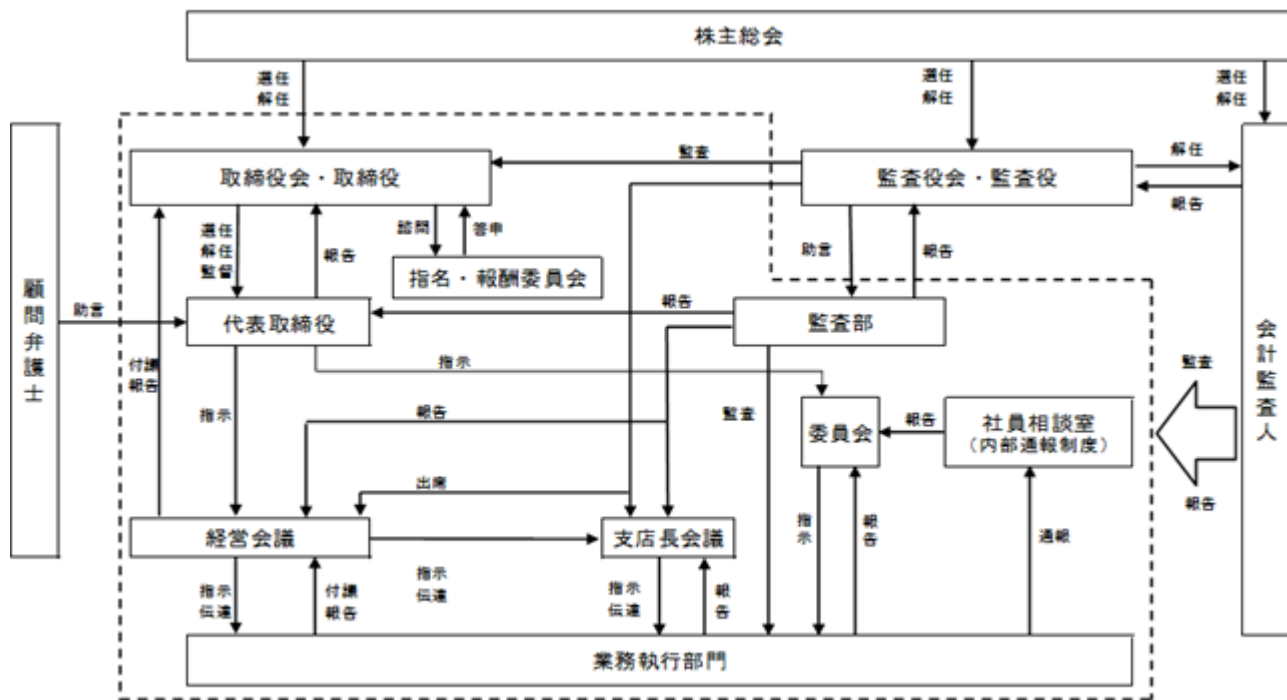 株主総会
選任
解任
選任
解任
選任
解任
取締役会・取締役
監査
監査役会・監査役
解任
報告
選任
解任
監督
報告
諮問
答申
助言
報告
指名・報酬委員会
顧問弁護士
助言
代表取締役
報告
監査部
会計監査人
付議
報告
指示
指示
報告
監査
委員会
報告
社員相談室
（内部通報制度）
監査
報告
出席
経営会議
支店長会議
指示
報告
通報
指示
伝達
付議
報告
指示
伝達
指示
伝達
報告
業務執行部門